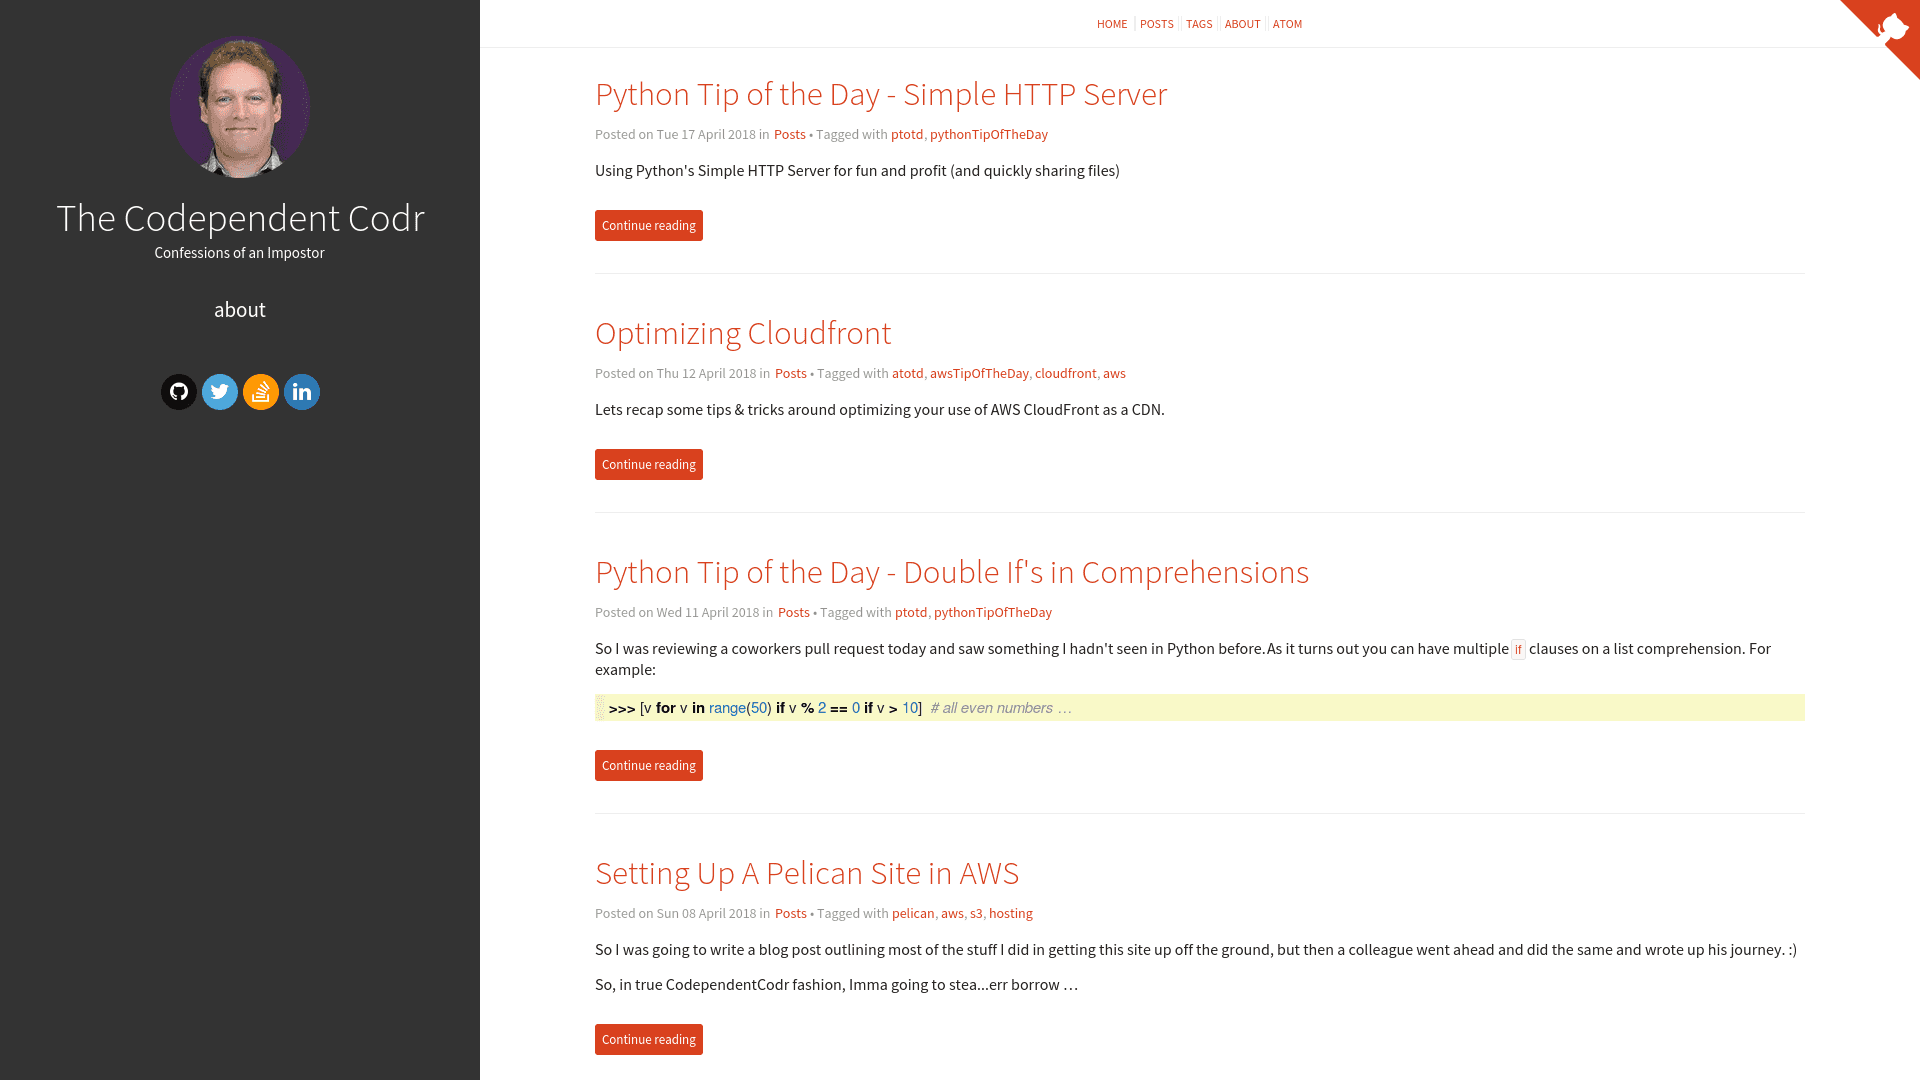 The Codependent Codr
Confessions of an Impostor
about
HOME POSTS TAGS ABOUT ATOM
Python Tip of the Day - Simple HTTP Server
Posted on Tue 17 April 2018 in Posts • Tagged with ptotd, pythonTipOfTheDay
Using Python's Simple HTTP Server for fun and profit (and quickly sharing files)
Continue reading
Optimizing Cloudfront
Posted on Thu 12 April 2018 in Posts • Tagged with atotd, awsTipOfTheDay, cloudfront, aws
Lets recap some tips & tricks around optimizing your use of AWS CloudFront as a CDN.
Continue reading
Python Tip of the Day - Double If's in Comprehensions
Posted on Wed 11 April 2018 in Posts • Tagged with ptotd, pythonTipOfTheDay
So I was reviewing a coworkers pull request today and saw something I hadn't seen in Python before. As it turns out you can have multiple if clauses on a list comprehension. For
example:
>>> [v for v in range(50) if v % 2 == 0 if v > 10] # all even numbers …
Continue reading
Setting Up A Pelican Site in AWS
Posted on Sun 08 April 2018 in Posts • Tagged with pelican, aws, s3, hosting
So I was going to write a blog post outlining most of the stuff I did in getting this site up off the ground, but then a colleague went ahead and did the same and wrote up his journey. :)
So, in true CodependentCodr fashion, Imma going to stea...err borrow …
Continue reading